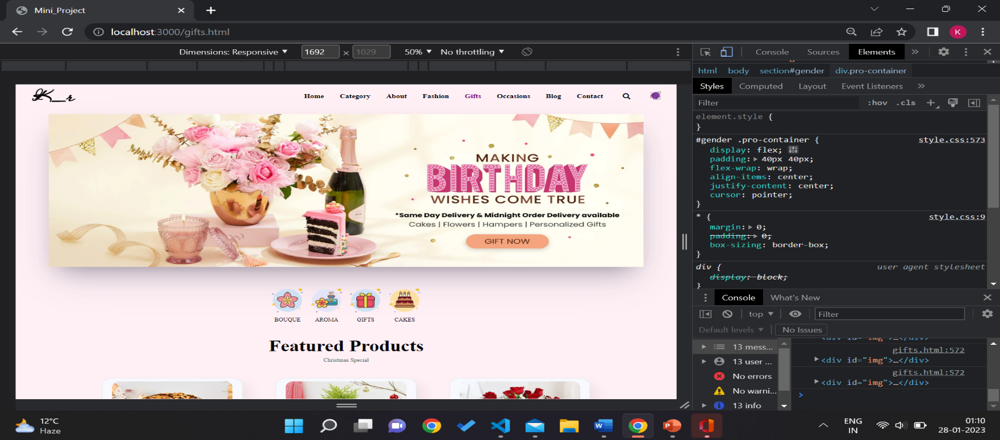 Mini_Project
localhost:3000/gifts.html
K
Dimensions: Responsive 1692 × 1029 50% No throttling
Console Sources Elements
html body section#gender div.pro-container
Styles Computed Layout Event Listeners
Filter :hov .cls
element.style {
}
#gender .pro-container { style.css:573
display: flex;
padding: 40px 40px;
flex-wrap: wrap;
align-items: center;
justify-content: center;
cursor: pointer;
}
* { style.css:9
margin: 0;
padding: 0;
box-sizing: border-box;
}
div { user agent stylesheet
display: block;
}
Console What's New
top Filter
Default levels No Issues
13 mess...
13 user ...
No errors
No warni...
13 info
<div id="img">…</div>
gifts.html:572
<div id="img">…</div>
gifts.html:572
<div id="img">…</div>
K_r
Home Category About Fashion Gifts Occasions Blog Contact
MAKING
BIRTHDAY
WISHES COME TRUE
*Same Day Delivery & Midnight Order Delivery available
Cakes | Flowers | Hampers | Personalized Gifts
GIFT NOW
BOUQUE AROMA GIFTS CAKES
Featured Products
Christmas Special
12°C
Haze
ENG
IN
01:10
28-01-2023